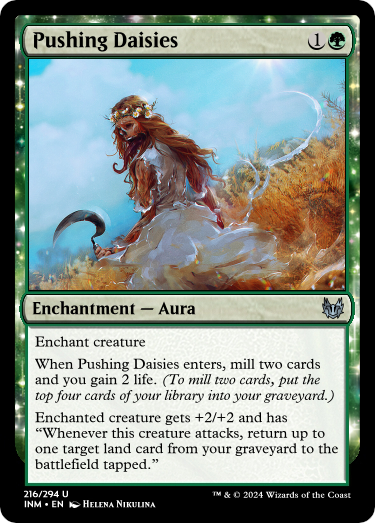 Pushing Daisies 1
Enchantment — Aura
Enchant creature
When Pushing Daisies enters, mill two cards
and you gain 2 life. (To mill two cards, put the
top four cards of your library into your graveyard.)
Enchanted creature gets +2/+2 and has
“Whenever this creature attacks, return up to
one target land card from your graveyard to the
battlefield tapped.”
216/294 U
INM • EN Helena Nikulina
™ & © 2024 Wizards of the Coast